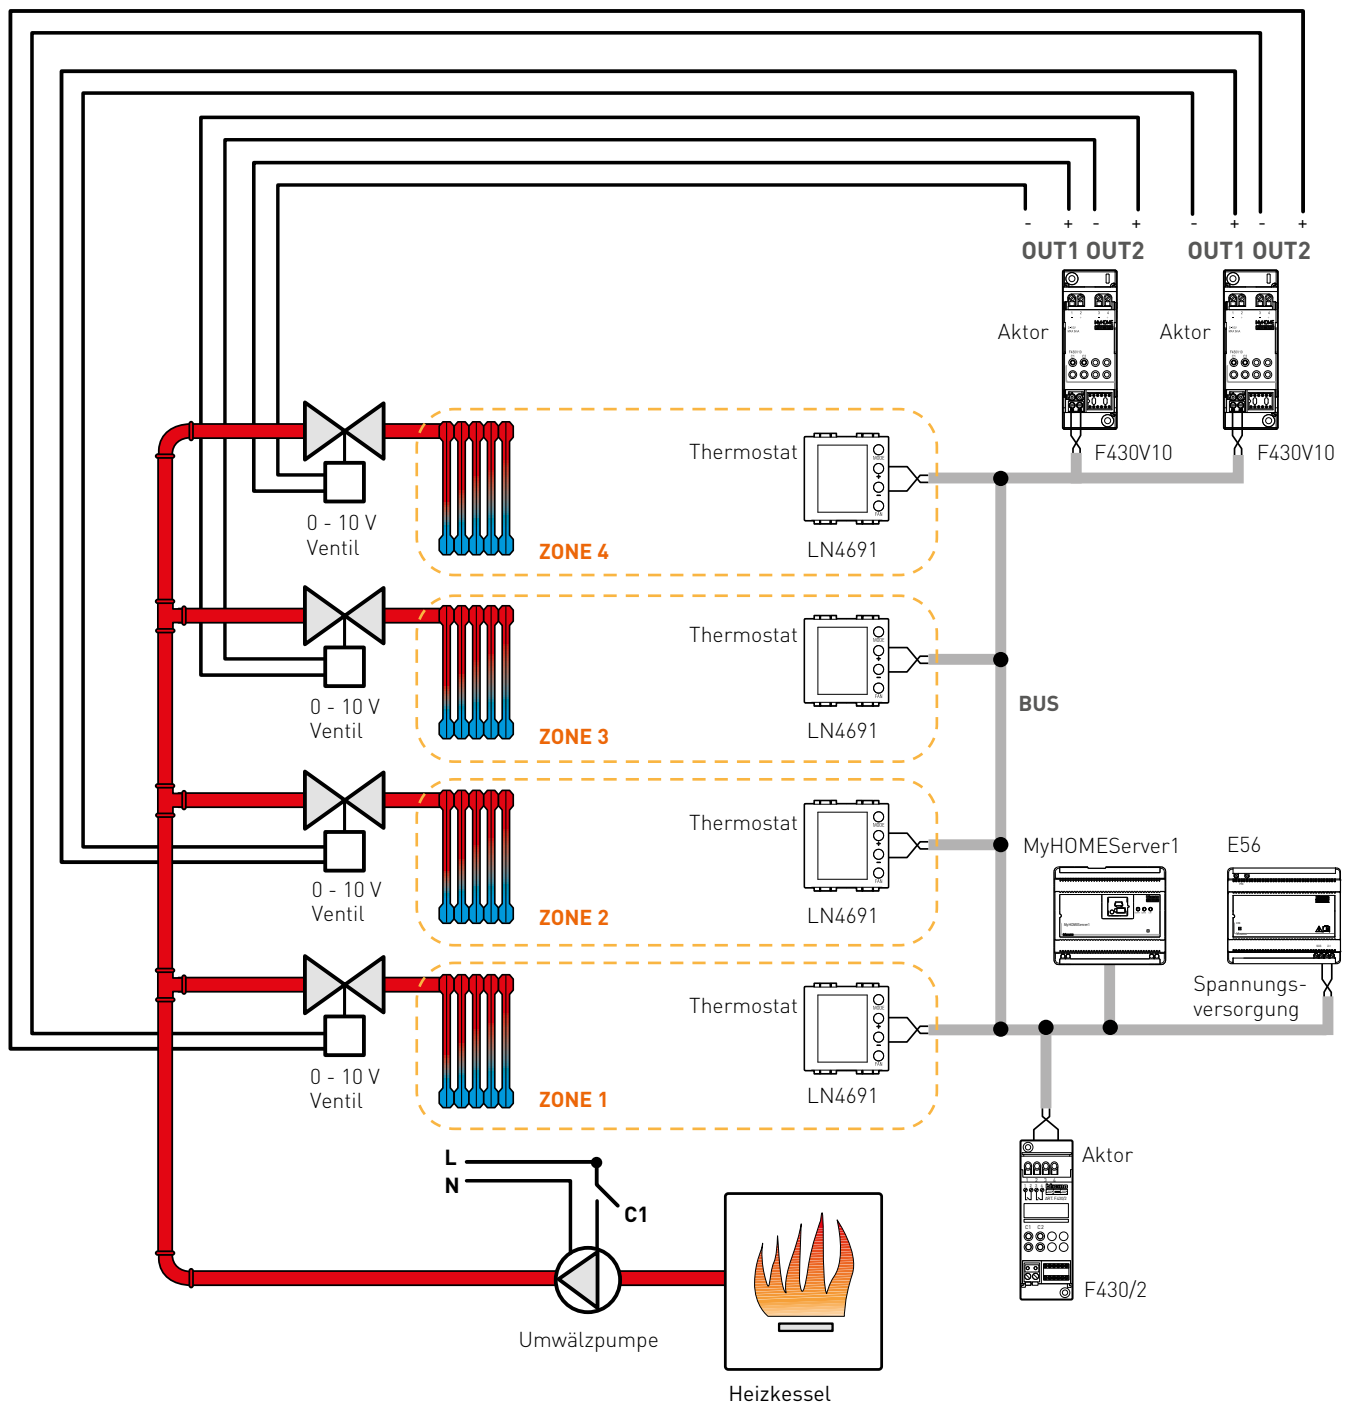 - + - +
- + - +
OUT1 OUT2
OUT1 OUT2
Aktor
Aktor
F430V10
F430V10
Thermostat
LN4691
0 - 10 V
Ventil
ZONE 4
Thermostat
LN4691
0 - 10 V
Ventil
ZONE 3
BUS
Thermostat
LN4691
0 - 10 V
Ventil
ZONE 2
MyHOMEServer1
E56
Spannungs-
versorgung
Thermostat
LN4691
0 - 10 V
Ventil
ZONE 1
L
N
C1
Aktor
C1 C2
F430/2
Umwälzpumpe
Heizkessel